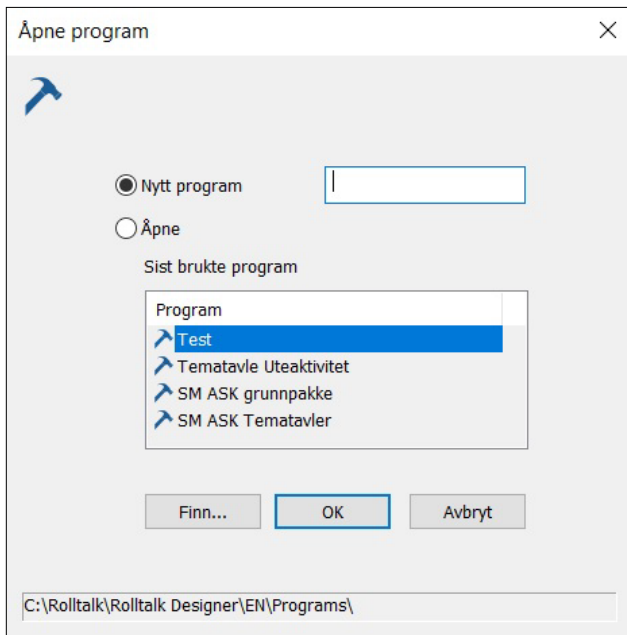 Åpne program
Nytt program
Åpne
Sist brukte program
Program
Test
Tematavle Uteaktivitet
SM ASK grunnpakke
SM ASK Tematavler
Finn... OK Avbryt
C:\Rolltalk\Rolltalk Designer\EN\Programs\